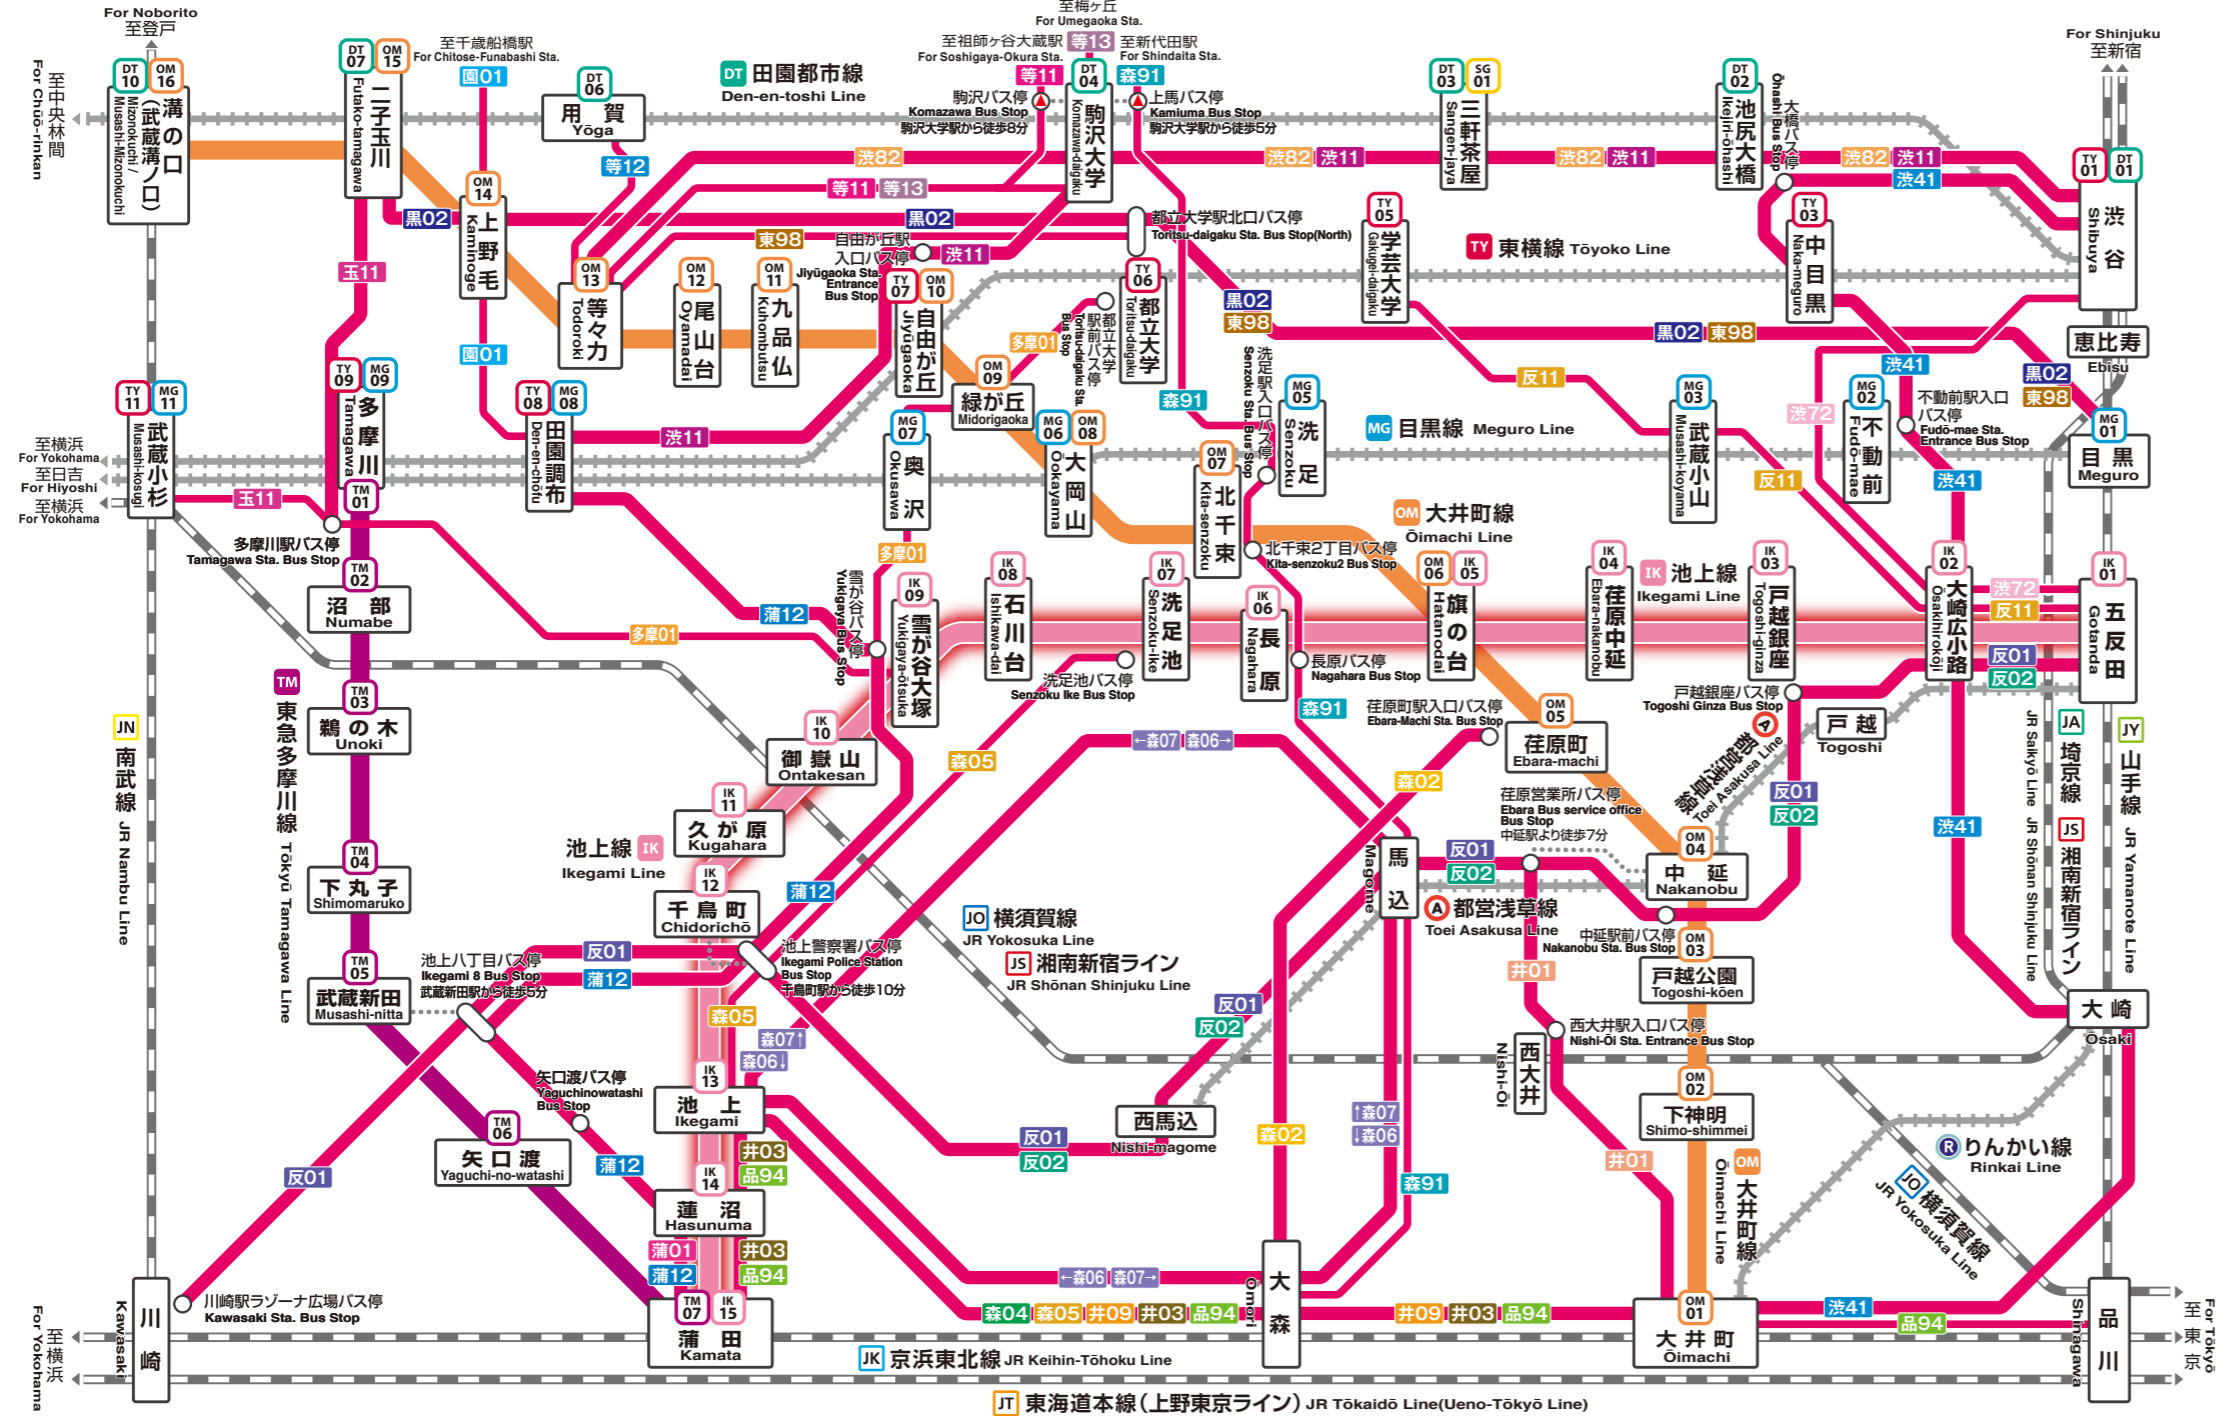 For Noborito
至登戸
至中央林間
For Chūō-rinkan
DT
10
OM
16
溝の口
(武蔵溝ノ口)
Mizonokuchi /
Musashi-Mizonokuchi
DT
07
OM
15
二子玉川
Futako-tamagawa
至千歳船橋駅
For Chitose-Funabashi Sta.
園01
DT
06
用 賀
Yōga
等12
DT 田園都市線
Den-en-toshi Line
至梅ヶ丘
For Umegaoka Sta.
至祖師ヶ谷大蔵駅
For Soshigaya-Okura Sta.
等13
至新代田駅
For Shindaita Sta.
等11
DT
04
駒沢大学
Komazawa-daigaku
森91
駒沢バス停
Komazawa Bus Stop
駒沢大学駅から徒歩8分
上馬バス停
Kamiuma Bus Stop
駒沢大学駅から徒歩5分
DT
03
SG
01
三軒茶屋
Sangen-jaya
DT
02
池尻大橋
Ikejiri-ōhashi
大橋バス停
Ōhashi Bus Stop
For Shinjuku
至新宿
渋82
渋82 渋11
渋82 渋11
渋82 渋11
渋41
TY
01
DT
01
渋谷
Shibuya
OM
14
上野毛
Kaminoge
等11 等13
黒02
黒02
東98
自由が丘駅
入口バス停
Jiyūgaoka Sta.
Entrance
Bus Stop
渋11
都立大学駅北口バス停
Toritsu-daigaku Sta. Bus Stop(North)
TY
05
学芸大学
Gakugei-daigaku
TY 東横線 Tōyoko Line
TY
03
中目黒
Naka-meguro
玉11
OM
13
等々力
Todoroki
OM
12
尾山台
Oyamadai
OM
11
九品仏
Kuhombutsu
TY
07
OM
10
自由が丘
Jiyūgaoka
TY
06
都立大学
Toritsu-daigaku
都立大学
駅前バス停
Toritsu-daigaku Sta.
Bus Stop
多摩01
黒02
東98
黒02 東98
恵比寿
Ebisu
園01
TY
09
MG
09
多摩川
Tamagawa
TM
01
TY
11
MG
11
武蔵小杉
Musashi-kosugi
至横浜
For Yokohama
至日吉
For Hiyoshi
至横浜
For Yokohama
玉11
多摩川駅バス停
Tamagawa Sta. Bus Stop
TY
08
MG
08
田園調布
Den-en-chōfu
渋11
OM
09
緑が丘
Midorigaoka
MG
07
奥沢
Okusawa
MG
06
OM
08
大岡山
Ōokayama
森91
洗足駅入口バス停
Senzoku Sta. Bus Stop
MG
05
洗足
Senzoku
OM
07
北千束
Kita-senzoku
MG 目黒線 Meguro Line
反11
MG
03
武蔵小山
Musashi-koyama
反11
渋72
MG
02
不動前
Fudō-mae
渋41
不動前駅入口
バス停
Fudō-mae Sta.
Entrance Bus Stop
黒02
東98
MG
01
目黒
Meguro
渋41
OM 大井町線
Ōimachi Line
北千束2丁目バス停
Kita-senzoku2 Bus Stop
TM
02
沼 部
Numabe
多摩01
多摩01
蒲12
雪が谷バス停
Yukigaya Bus Stop
IK
09
雪が谷大塚
Yukigaya-ōtsuka
IK
08
石川台
Ishikawa-dai
IK
07
洗足池
Senzoku-ike
IK
06
長原
Nagahara
OM
06
IK
05
旗の台
Hatanodai
IK
04
荏原中延
Ebara-nakanobu
IK 池上線
Ikegami Line
IK
03
戸越銀座
Togoshi-ginza
IK
02
大崎広小路
Ōsakihirokōji
渋72
反11
反01
反02
IK
01
五反田
Gotanda
洗足池バス停
Senzoku Ike Bus Stop
長原バス停
Nagahara Bus Stop
森91
TM 東急多摩川線 Tōkyū Tamagawa Line
TM
03
鵜の木
Unoki
IK
10
御嶽山
Ontakesan
森05
←森07 森06→
荏原町駅入口バス停
Ebara-Machi Sta. Bus Stop
OM
05
荏原町
Ebara-machi
戸越銀座バス停
Togoshi Ginza Bus Stop
A 都営浅草線
Toei Asakusa Line
戸越
Togoshi
JN 南武線 JR Nambu Line
JA 埼京線
JR Saikyō Line
JS 湘南新宿ライン
JR Shōnan Shinjuku Line
JY 山手線 JR Yamanote Line
森02
荏原営業所バス停
Ebara Bus service office
Bus Stop
中延駅より徒歩7分
反01
反02
IK
11
久が原
Kugahara
池上線 IK
Ikegami Line
TM
04
下丸子
Shimomaruko
IK
12
千鳥町
Chidorichō
蒲12
馬込
Magome
反01
反02
OM
04
中 延
Nakanobu
渋41
A 都営浅草線
Toei Asakusa Line
中延駅前バス停
Nakanobu Sta. Bus Stop
JO 横須賀線
JR Yokosuka Line
JS 湘南新宿ライン
JR Shōnan Shinjuku Line
池上警察署バス停
Ikegami Police Station
Bus Stop
千鳥町駅から徒歩10分
TM
05
武蔵新田
Musashi-nitta
池上八丁目バス停
Ikegami 8 Bus Stop
武蔵新田駅から徒歩5分
反01
蒲12
森05
森07↑
森06↓
井01
OM
03
戸越公園
Togoshi-kōen
反01
反02
西大井駅入口バス停
Nishi-Ōi Sta. Entrance Bus Stop
西大井
Nishi-Ōi
大崎
Ōsaki
IK
13
池 上
Ikegami
矢口渡バス停
Yaguchinowatashi
Bus Stop
TM
06
矢口渡
Yaguchi-no-watashi
蒲12
反01
反01
反02
西馬込
Nishi-magome
森02
↑森07
↓森06
森91
OM
02
下神明
Shimo-shimmei
井01
OM 大井町線
Ōimachi Line
R りんかい線
Rinkai Line
JO 横須賀線
JR Yokosuka Line
井03
品94
IK
14
蓮 沼
Hasunuma
蒲01
蒲12
井03
品94
TM
07
IK
15
蒲 田
Kamata
←森06 森07→
森04 森05 井09 井03 品94
大森
Ōmori
井09 井03 品94
OM
01
大井町
Ōimachi
渋41
品94
品川
Shinagawa
至東京
For Tōkyō
川崎
Kawasaki
川崎駅ラゾーナ広場バス停
Kawasaki Sta. Bus Stop
至横浜
For Yokohama
JK 京浜東北線 JR Keihin-Tōhoku Line
JT 東海道本線(上野東京ライン) JR Tōkaidō Line(Ueno-Tōkyō Line)